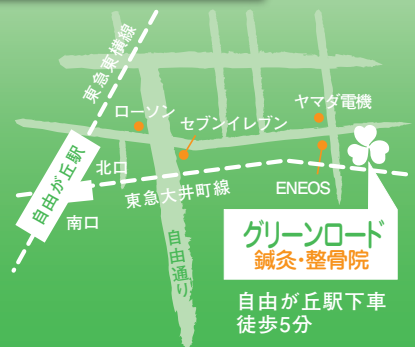 東急東横線
ローソン
セブンイレブン
ヤマダ電機
自由が丘駅
北口
南口
東急大井町線
ENEOS
自由通り
グリーンロード
鍼灸・整骨院
自由が丘駅下車
徒歩5分